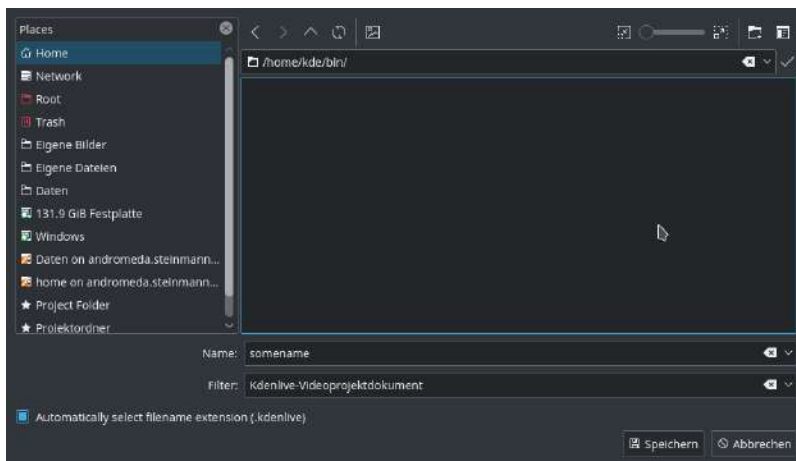 Places
Home
Network
Root
Trash
Eigene Bilder
Eigene Dateien
Daten
131.9 GiB Festplatte
Windows
Daten on andromeda.steinmann...
home on andromeda.steinmann...
Project Folder
Projektordner
/home/kde/bin/
Name: somename
Filter: Kdenlive-Videoprojektdokument
Automatically select filename extension (.kdenlive)
Speichern Abbrechen